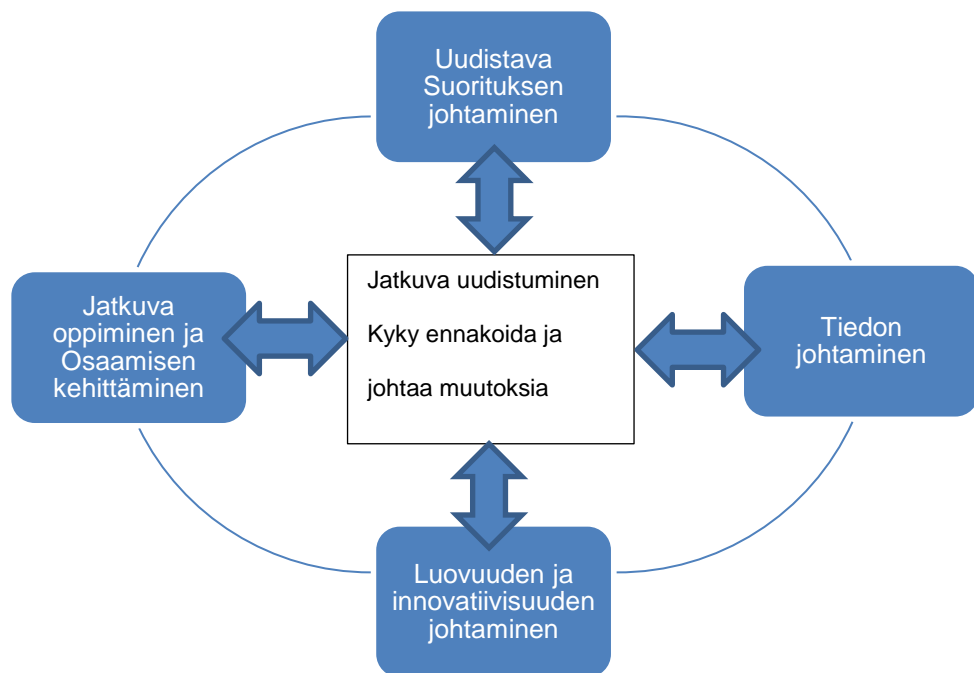 Uudistava
Suorituksen
johtaminen
Jatkuva
oppiminen ja
Osaamisen
kehittäminen
Jatkuva uudistuminen
Kyky ennakoida ja
johtaa muutoksia
Tiedon
johtaminen
Luovuuden ja
innovatiivisuuden
johtaminen